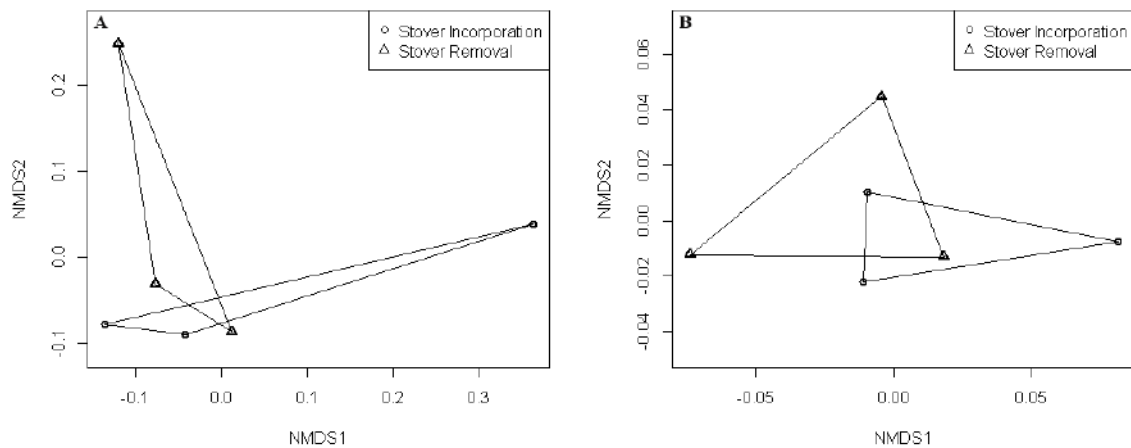 A
Stover Incorporation
Stover Removal
NMDS2
0.2
0.1
0.0
-0.1
-0.1
0.0
0.1
0.2
0.3
NMDS1
B
Stover Incorporation
Stover Removal
NMDS2
0.06
0.04
0.02
0.00
-0.02
-0.04
-0.05
0.00
0.05
NMDS1